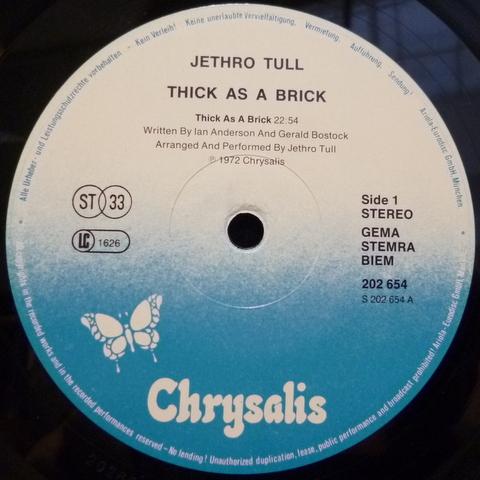 Alle Urheber- und Leistungsschutzrechte vorbehalten - Kein Verleih! Keine unerlaubte Vervielfältigung, Vermietung, Aufführung, Sendung! Ariola-Eurodisc GmbH, München
JETHRO TULL
THICK AS A BRICK
Thick As A Brick 22:54
Written By Ian Anderson And Gerald Bostock
Arranged And Performed By Jethro Tull
℗ 1972 Chrysalis
ST 33
LC 1626
Side 1
STEREO
GEMA
STEMRA
BIEM
202 654
S 202 654 A
Chrysalis
in the recorded works and in the recorded performances reserved - No lending! Unauthorized duplication, lease, public performance and broadcast prohibited! Ariola-Eurodisc GmbH